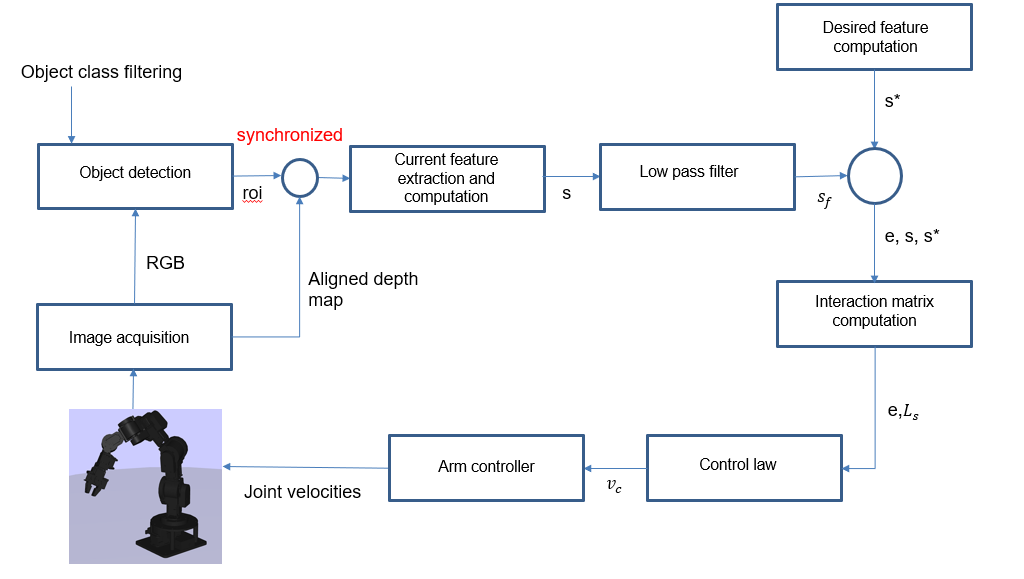 Desired feature
computation
Object class filtering
s*
synchronized
Object detection
roi
Current feature
extraction and
computation
s
Low pass filter
s_f
e, s, s*
RGB
Aligned depth
map
Interaction matrix
computation
Image acquisition
e,L_s
Arm controller
Control law
v_c
Joint velocities